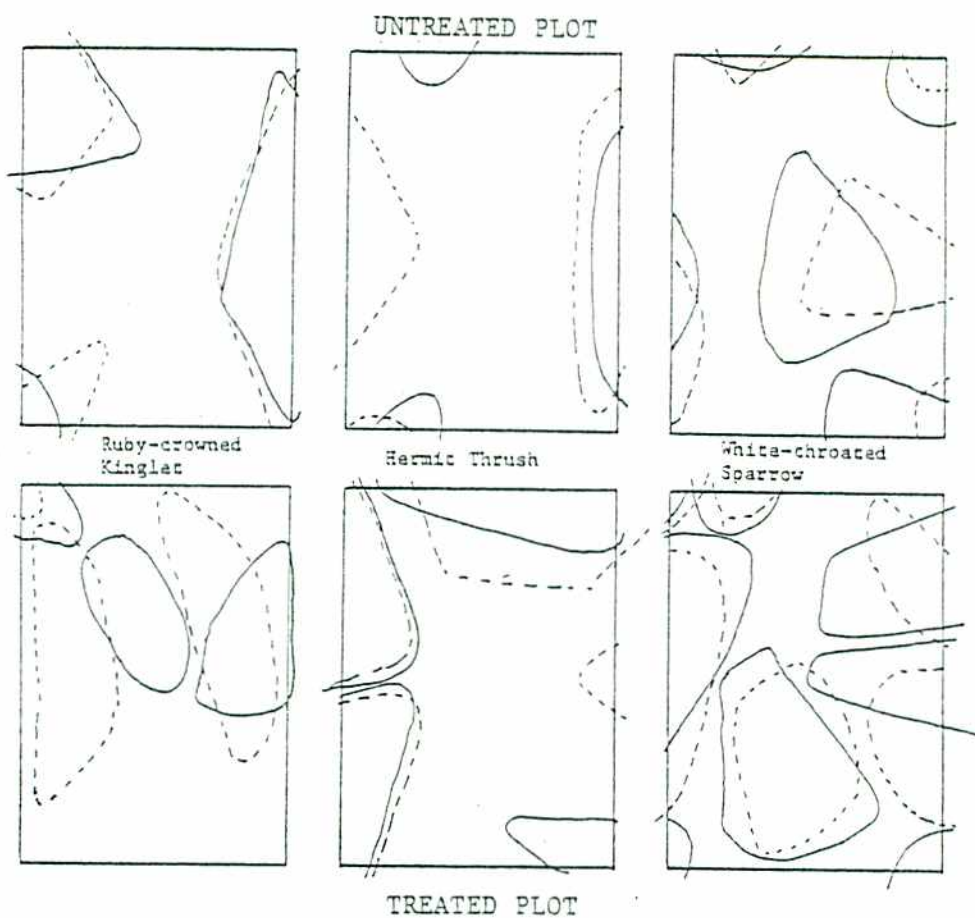 UNTREATED PLOT
Ruby-crowned
Kinglet
Hermit Thrush
White-throated
Sparrow
TREATED PLOT